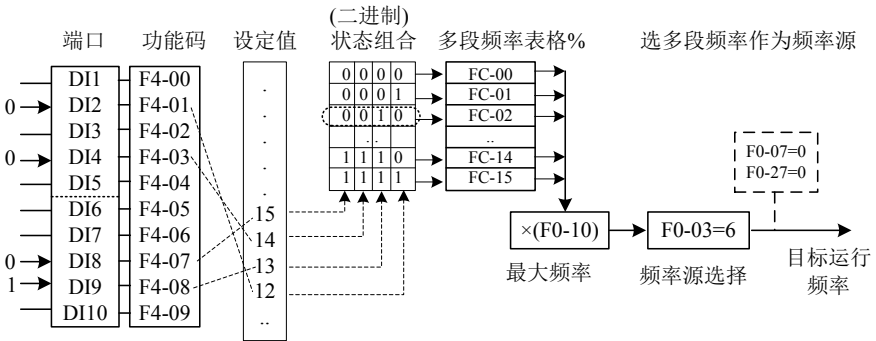 (二进制)
端口 功能码 设定值 状态组合 多段频率表格% 选多段频率作为频率源
DI1 F4-00 . 0 0 0 0 FC-00
0 DI2 F4-01 . 0 0 0 1 FC-01
DI3 F4-02 . 0 0 1 0 FC-02
... ..
0 DI4 F4-03 . 1 1 1 0 FC-14 F0-07=0
DI5 F4-04 . 1 1 1 1 FC-15 F0-27=0
DI6 F4-05 15
DI7 F4-06 14 ×(F0-10) F0-03=6
0 DI8 F4-07 13 最大频率 频率源选择 目标运行
1 DI9 F4-08 12 频率
DI10 F4-09 ..